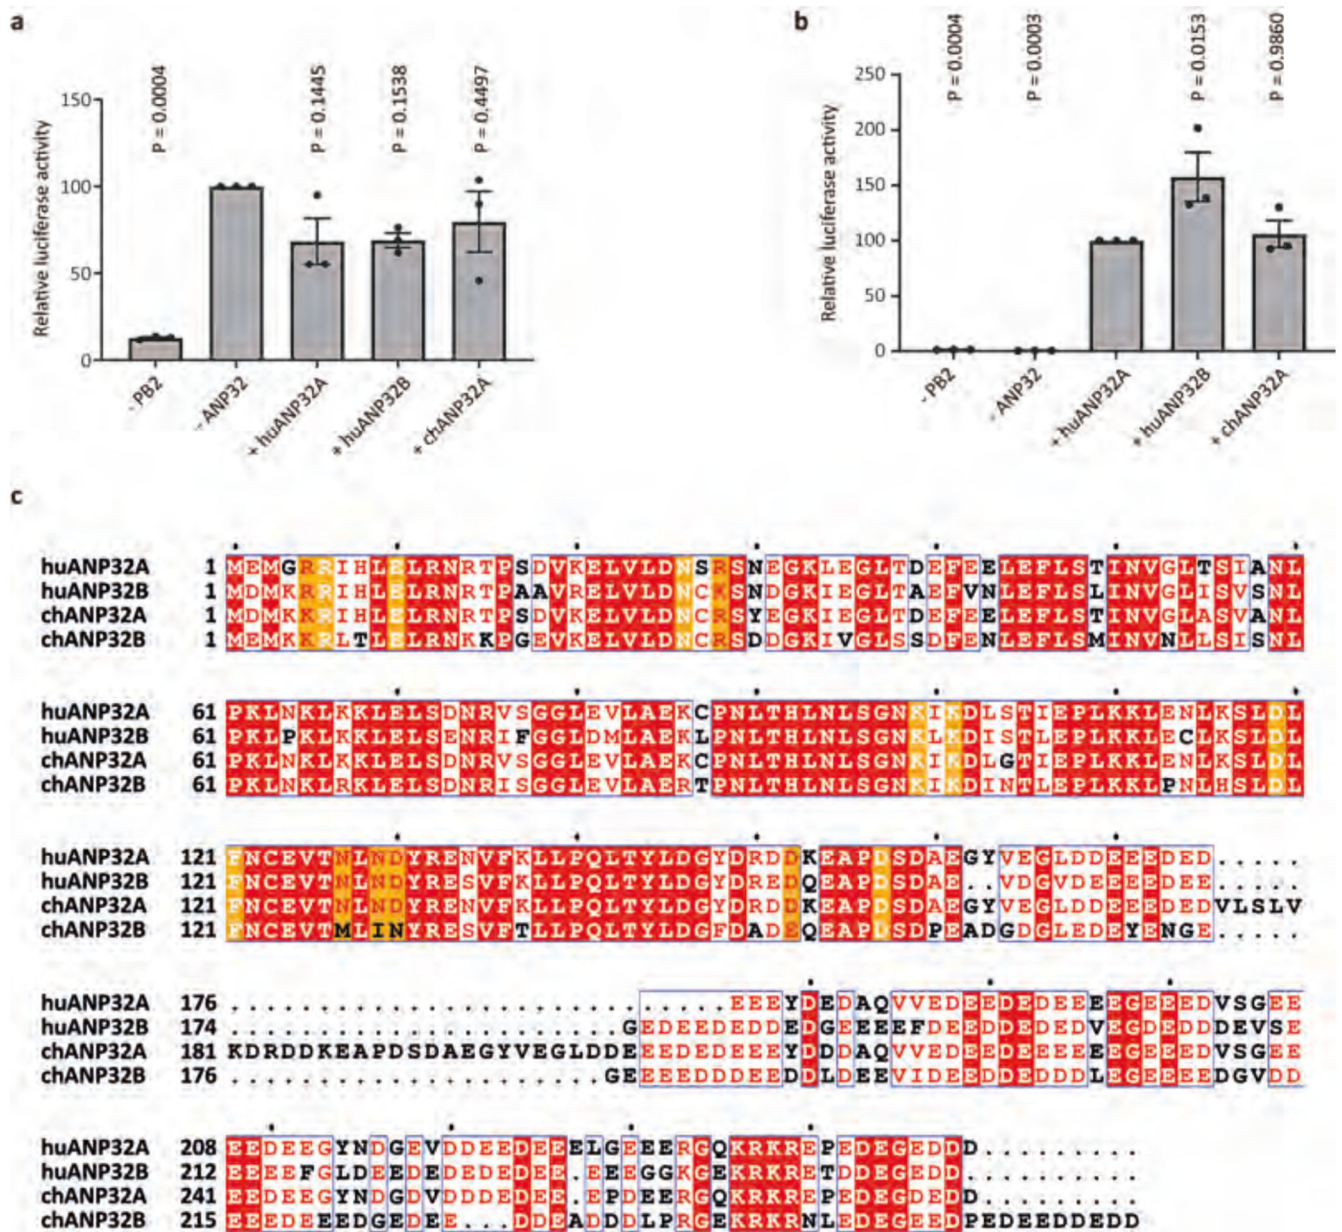 a
b
Relative luciferase activity
150
100
50
0
P = 0.0004
P = 0.1445
P = 0.1538
P = 0.4497
- PB2
- ANP32
+ huANP32A
+ huANP32B
+ chANP32A
Relative luciferase activity
250
200
150
100
50
0
P = 0.0004
P = 0.0003
P = 0.0153
P = 0.9860
- PB2
- ANP32
+ huANP32A
+ huANP32B
+ chANP32A
c
huANP32A 1 MEMGRRIHLELRNRTPSDVKELVLDNSRSNEGKLEGLTDEFEELEFLSTINVGLTSIANL
huANP32B 1 MDMKRRIHLELRNRTPAAVRELVLDNCKSNDGKIEGLTAEFVNLEFLSLINVGLISVSNL
chANP32A 1 MDMKKRIHLELRNRTPSDVKELVLDNCRSYEGKIEGLTDEFEELEFLSTINVGLASVANL
chANP32B 1 MEMKKRLTLELRNKKPGEVKELVLDNCRSDDGKIVGLSSDFENLEFLSMINVNLLSISNL
huANP32A 61 PKLNKLKKLELSDNRVSGGLEVLAEKCPNLTHLNLSGNKIKDLSTIEPLKKLENLKSLDL
huANP32B 61 PKLPKLKKLELSENRIFGGLDMLAEKLPNLTHLNLSGNKLKDISTLEPLKKLECLKSLDL
chANP32A 61 PKLNKLKKLELSDNRVSGGLEVLAEKCPNLTHLNLSGNKIKDLGTIEPLKKLENLKSLDL
chANP32B 61 PKLNKLRKLELSDNRISGGLEVLAERTPNLTHLNLSGNKIKDINTLEPLKKLPNLHSLDL
huANP32A 121 FNCEVTNLNDYRENVFKLLPQLTYLDGYDRDDKEAPDSDAEGYVEGLDDEEEDED.....
huANP32B 121 FNCEVTNLNDYRESVFKLLPQLTYLDGYDREDQEAPDSDAE..VDGVDEEEEDEE.....
chANP32A 121 FNCEVTNLNDYRENVFKLLPQLTYLDGYDRDDKEAPDSDAEGYVEGLDDEEEDEDVLSLV
chANP32B 121 FNCEVTMLINYRESVFTLLPQLTYLDGFDADEQEAPDSDPEADGDGLEDEYENGE.....
huANP32A 176 ............................EEEYDEDAQVVEDEEDEDEEEEGEEEDVSGEE
huANP32B 174 ......................GEDEEDEDDEDGEEEEFDEEDDEDEDVEGDEDDDEVSE
chANP32A 181 KDRDDKEAPDSDAEGYVEGLDDEEEDEDEEEYDDDAQVVEDEEDEEEEEEGEEEDVSGEE
chANP32B 176 .....................GEEEEDDDEEDDLDEEVIDEEDDEDDDLEGEEEEDGVDD
huANP32A 208 EEDEEGYNDGEVDDEEDEEELGEEERGQKRKREPEDEGEDDD.........
huANP32B 212 EEEEFGLDEEDEDEDEDEEE.EEEGGKGEKRKRETDDEGEDD.........
chANP32A 241 EEDEEGYNDGDVDDDEDEEE.EPDEERGQKRKREPEDEGDEDD.........
chANP32B 215 EEEDEEEDGEDEE...DDEADDDLPRGEKRKRNLEDEGEEDPEDEEDDEDD